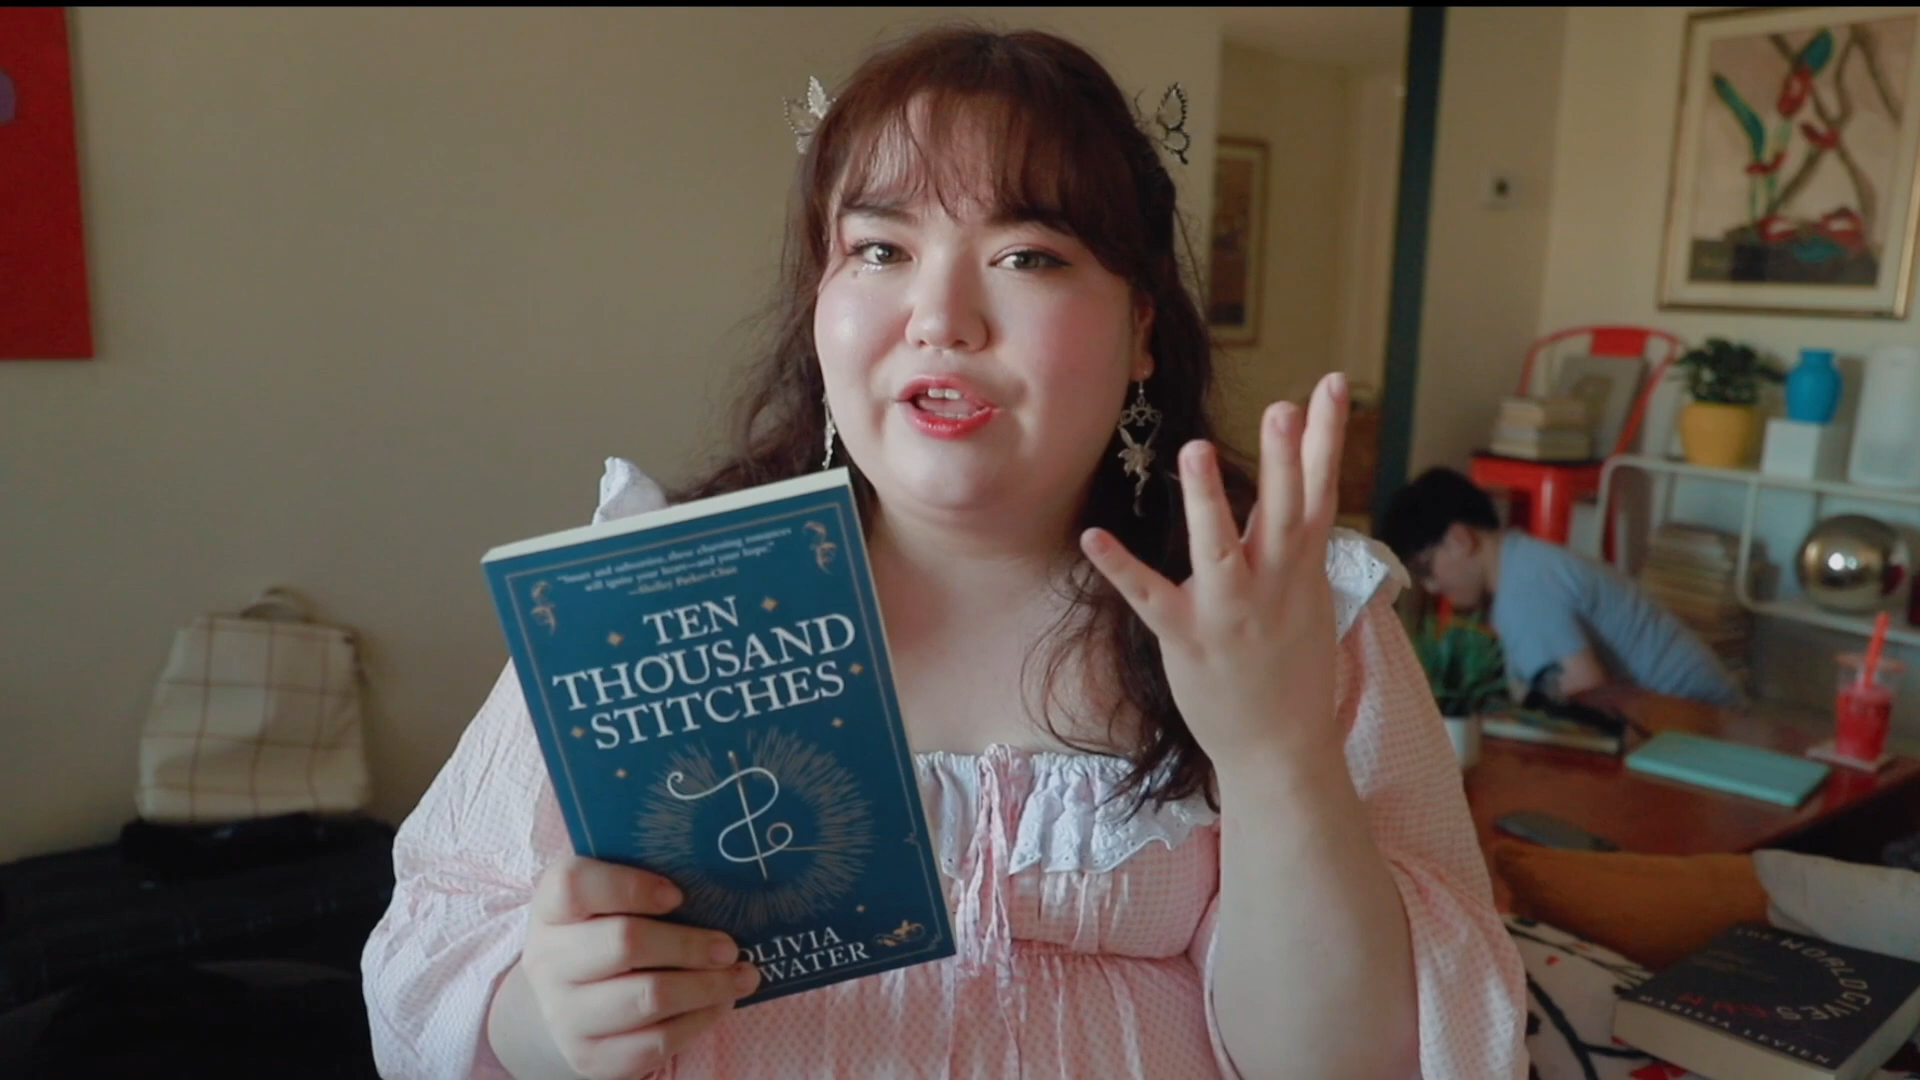 "Smart and subversive, these charming romances
will ignite your heart—and your hope."
—Shelley Parker-Chan
TEN
THOUSAND
STITCHES
OLIVIA
WATER
THE WORLD GIVES
WAY
MARISSA LEVIEN